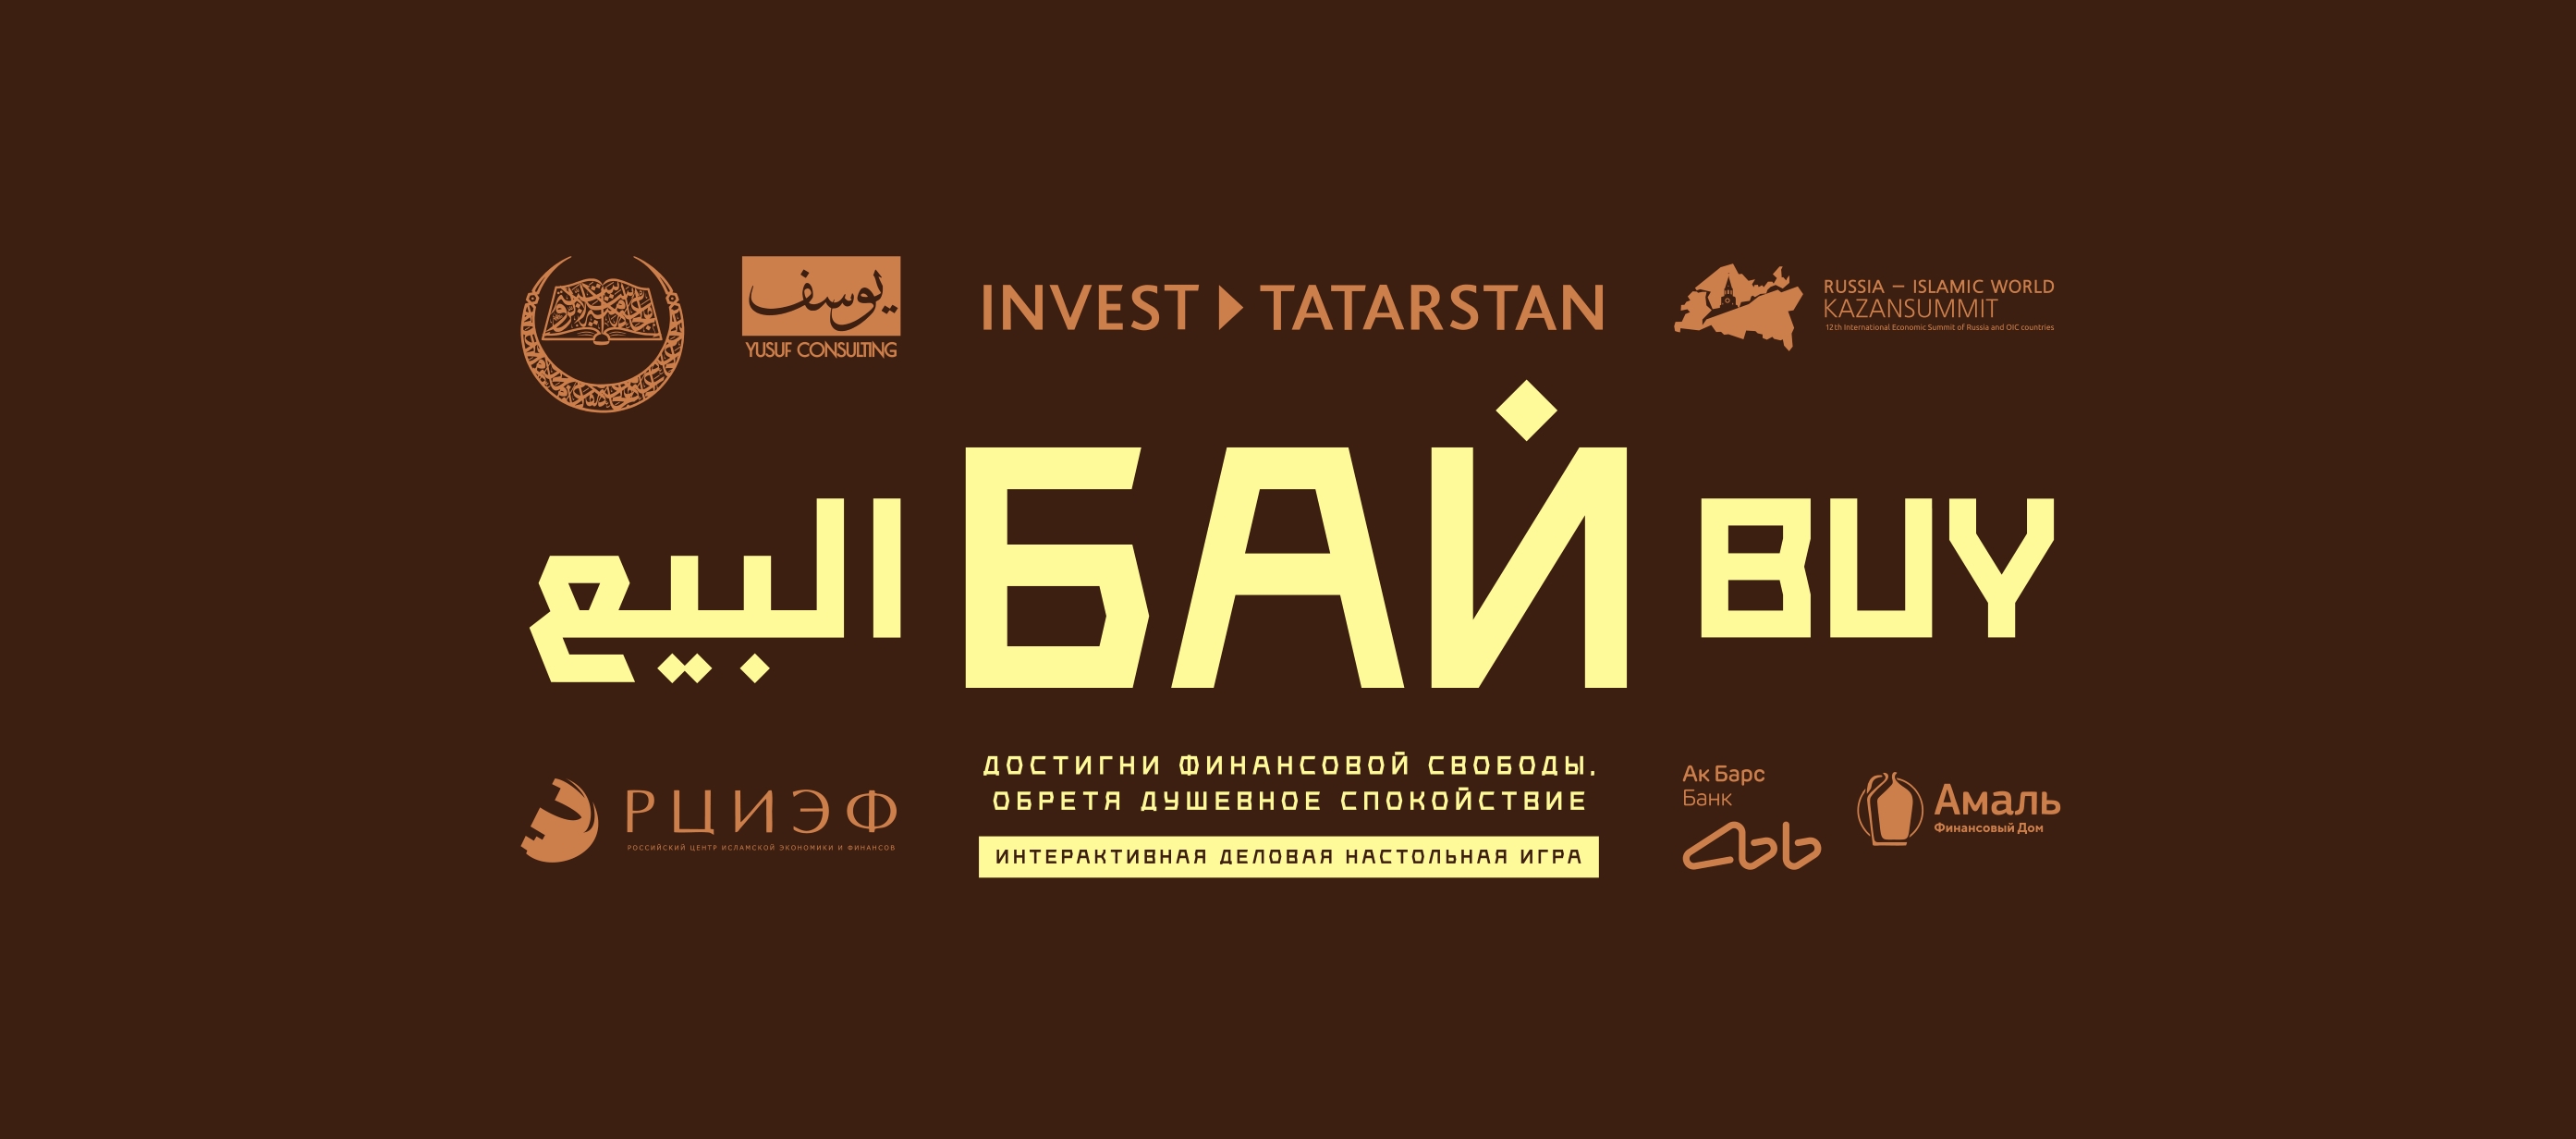 يوسف
YUSUF CONSULTING
INVEST TATARSTAN
RUSSIA – ISLAMIC WORLD
KAZANSUMMIT
12th International Economic Summit of Russia and OIC countries
البيع
БАЙ
BUY
РЦИЭФ
РОССИЙСКИЙ ЦЕНТР ИСЛАМСКОЙ ЭКОНОМИКИ И ФИНАНСОВ
ДОСТИГНИ ФИНАНСОВОЙ СВОБОДЫ,
ОБРЕТЯ ДУШЕВНОЕ СПОКОЙСТВИЕ
ИНТЕРАКТИВНАЯ ДЕЛОВАЯ НАСТОЛЬНАЯ ИГРА
Ак Барс
Банк
Амаль
Финансовый Дом